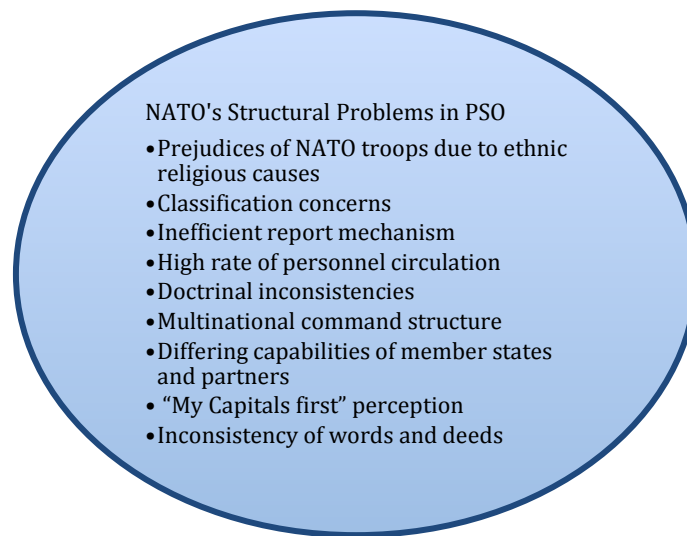 NATO's Structural Problems in PSO
•Prejudices of NATO troops due to ethnic
religious causes
•Classification concerns
•Inefficient report mechanism
•High rate of personnel circulation
•Doctrinal inconsistencies
•Multinational command structure
•Differing capabilities of member states
and partners
• “My Capitals first” perception
•Inconsistency of words and deeds